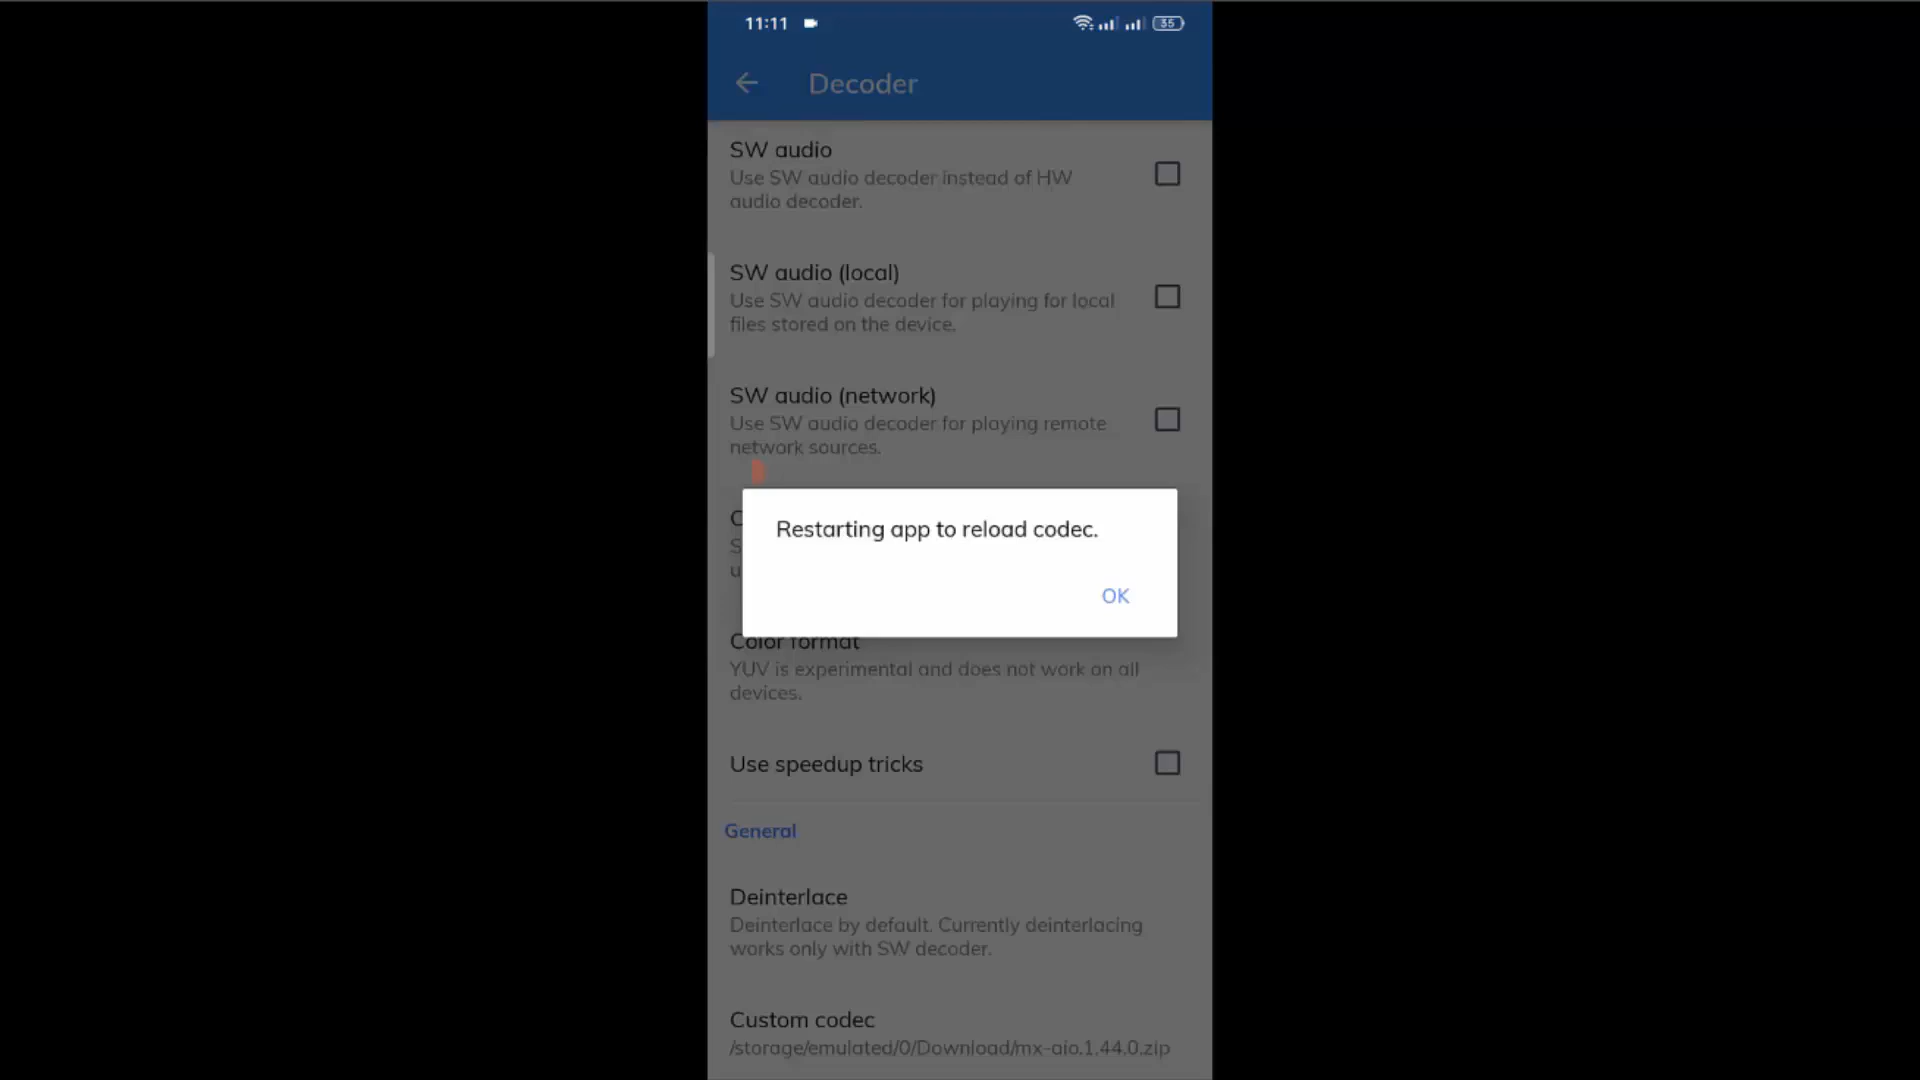 11:11
35
Decoder
SW audio
Use SW audio decoder instead of HW
audio decoder.
SW audio (local)
Use SW audio decoder for playing for local
files stored on the device.
SW audio (network)
Use SW audio decoder for playing remote
network sources.
Restarting app to reload codec.
OK
Color format
YUV is experimental and does not work on all
devices.
Use speedup tricks
General
Deinterlace
Deinterlace by default. Currently deinterlacing
works only with SW decoder.
Custom codec
/storage/emulated/0/Download/mx-aio.1.44.0.zip